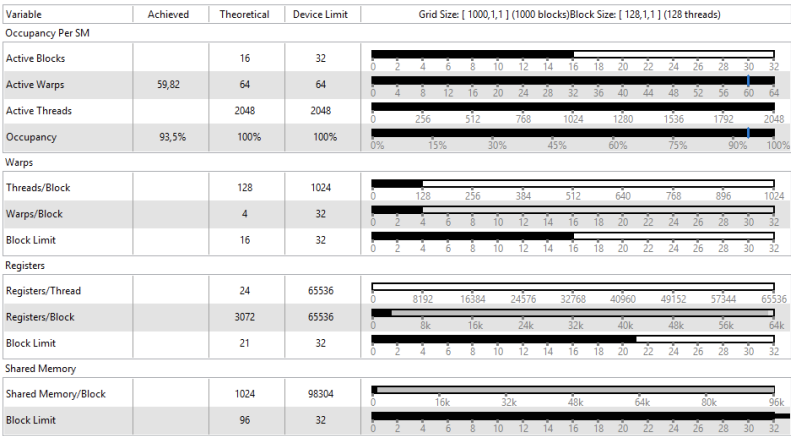 Variable Achieved Theoretical Device Limit Grid Size: [ 1000,1,1 ] (1000 blocks)Block Size: [ 128,1,1 ] (128 threads)
Occupancy Per SM
Active Blocks 16 32
0 2 4 6 8 10 12 14 16 18 20 22 24 26 28 30 32
Active Warps 59,82 64 64
0 4 8 12 16 20 24 28 32 36 40 44 48 52 56 60 64
Active Threads 2048 2048
0 256 512 768 1024 1280 1536 1792 2048
Occupancy 93,5% 100% 100%
0% 15% 30% 45% 60% 75% 90% 100%
Warps
Threads/Block 128 1024
0 128 256 384 512 640 768 896 1024
Warps/Block 4 32
0 2 4 6 8 10 12 14 16 18 20 22 24 26 28 30 32
Block Limit 16 32
0 2 4 6 8 10 12 14 16 18 20 22 24 26 28 30 32
Registers
Registers/Thread 24 65536
0 8192 16384 24576 32768 40960 49152 57344 65536
Registers/Block 3072 65536
0 8k 16k 24k 32k 40k 48k 56k 64k
Block Limit 21 32
0 2 4 6 8 10 12 14 16 18 20 22 24 26 28 30 32
Shared Memory
Shared Memory/Block 1024 98304
0 16k 32k 48k 64k 80k 96k
Block Limit 96 32
0 2 4 6 8 10 12 14 16 18 20 22 24 26 28 30 32